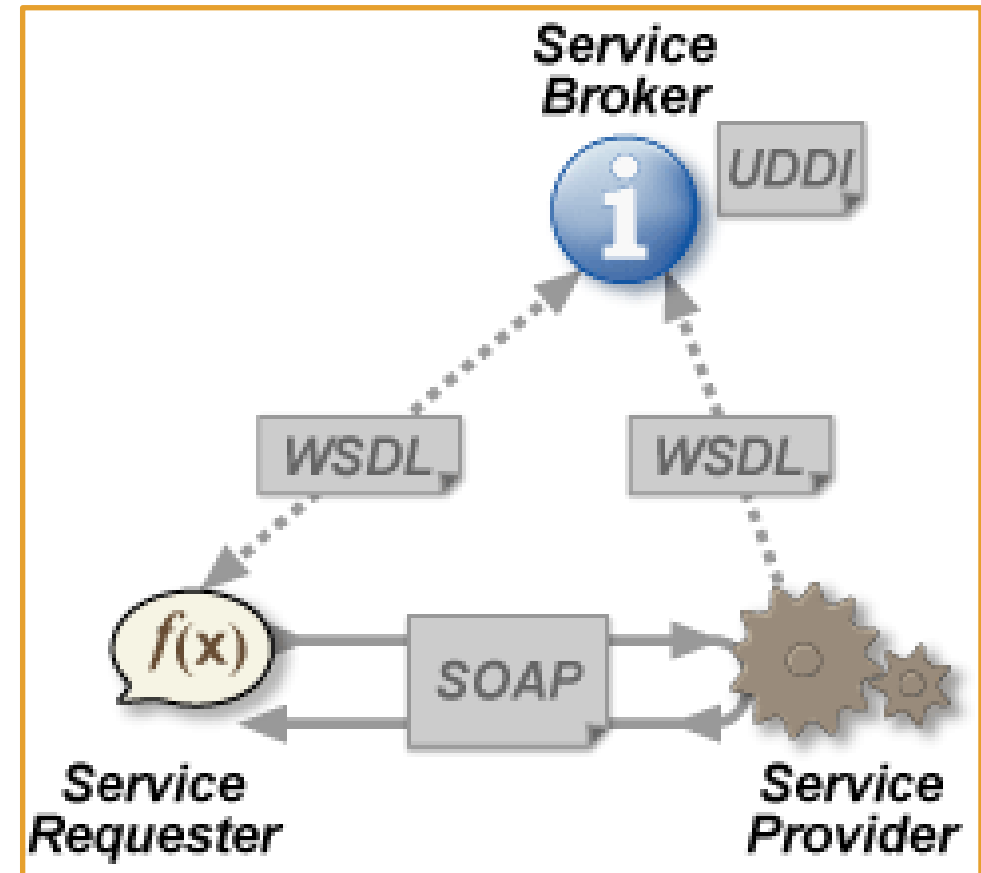 Service
Broker
UDDI
WSDL
WSDL
i
f(x)
SOAP
Service
Requester
Service
Provider